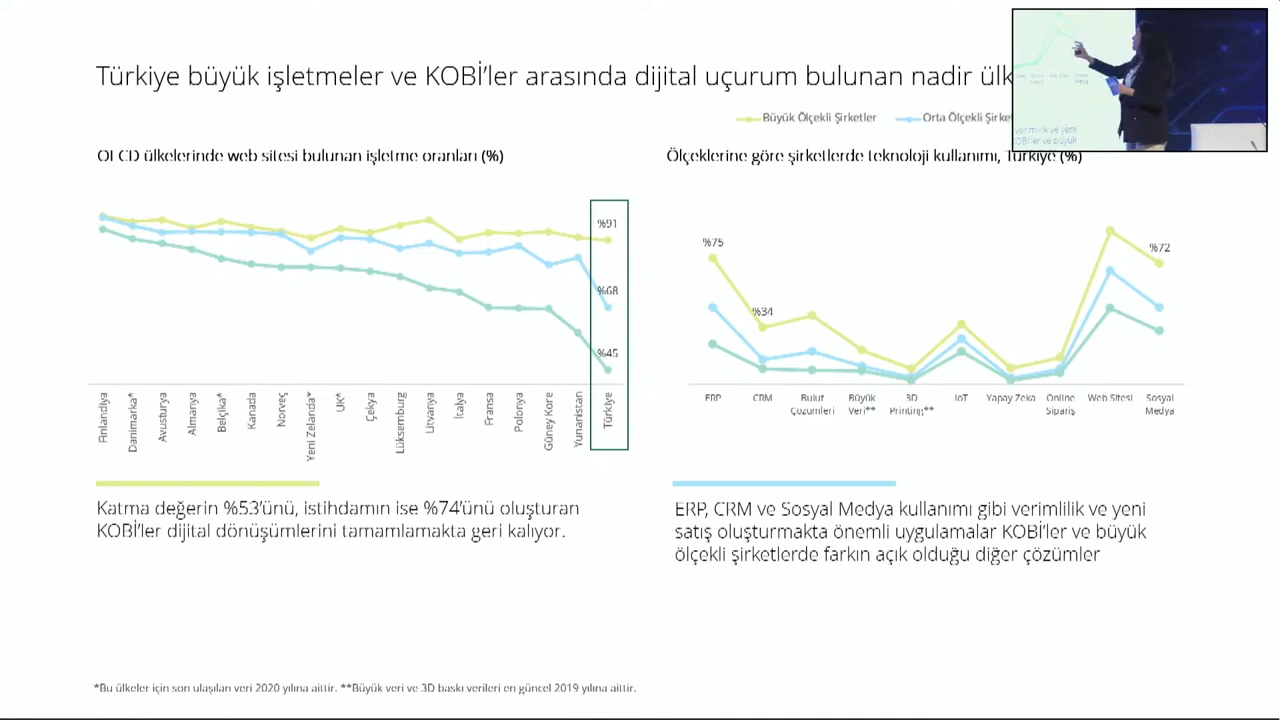 Türkiye büyük işletmeler ve KOBİ'ler arasında dijital uçurum bulunan nadir
Büyük Ölçekli Şirketler
Orta Ölçekli
OECD ülkelerinde web sitesi bulunan işletme oranları (%)
Ölçeklerine göre şirketlerde teknoloji kullanımı, Türkiye (%)
%91
%68
%45
%75
%34
%72
Finlandiya
Danimarka*
Avusturya
Almanya
Belçika*
Kanada
Norveç
Yeni Zelanda*
UK*
Çekya
Lüksemburg
Litvanya
İtalya
Fransa
Polonya
Güney Kore
Yunanistan
Türkiye
ERP
CRM
Bulut
Çözümleri
Büyük
Veri**
3D
Printing**
IoT
Yapay Zeka
Online
Sipariş
Web Sitesi
Sosyal
Medya
Katma değerin %53'ünü, istihdamın ise %74'ünü oluşturan
KOBİ'ler dijital dönüşümlerini tamamlamakta geri kalıyor.
ERP, CRM ve Sosyal Medya kullanımı gibi verimlilik ve yeni
satış oluşturmakta önemli uygulamalar KOBİ'ler ve büyük
ölçekli şirketlerde farkın açık olduğu diğer çözümler
*Bu ülkeler için son ulaşılan veri 2020 yılına aittir. **Büyük veri ve 3D baskı verileri en güncel 2019 yılına aittir.